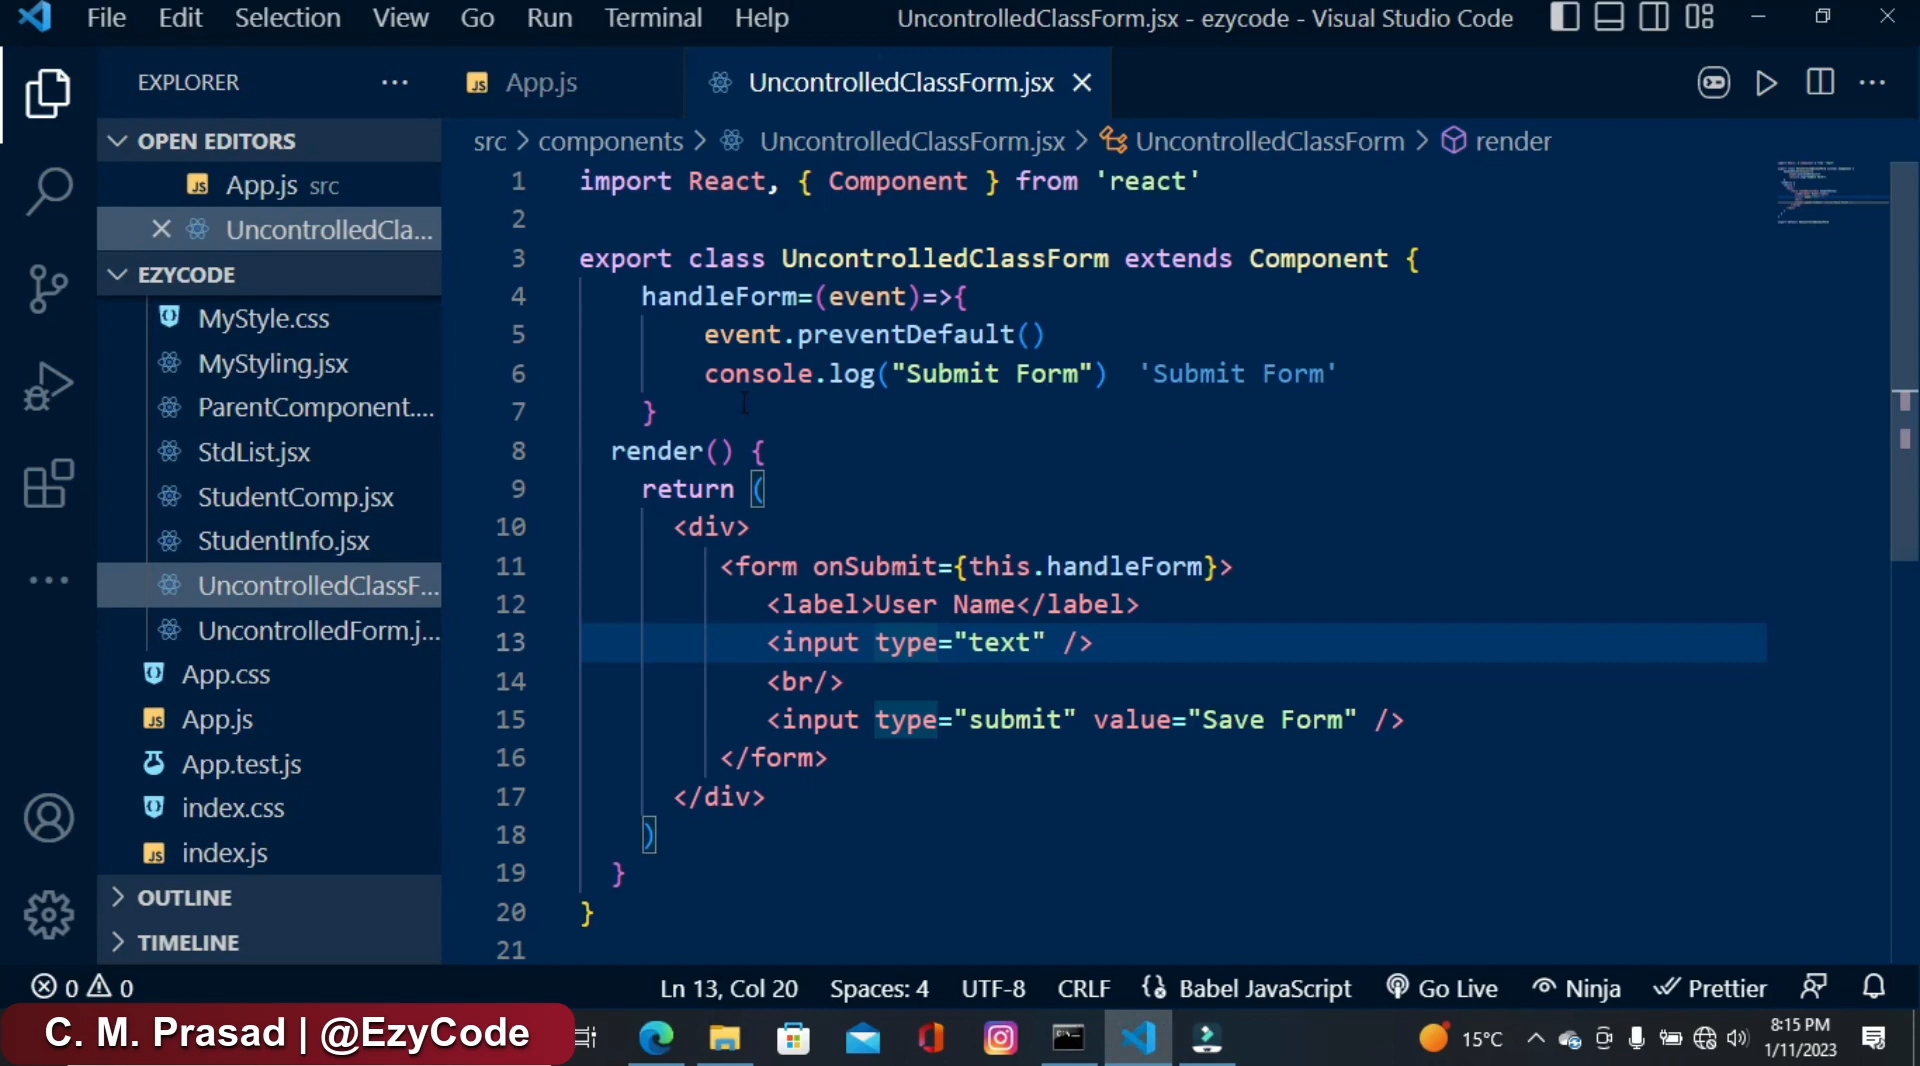 File Edit Selection View Go Run Terminal Help UncontrolledClassForm.jsx - ezycode - Visual Studio Code
EXPLORER ...
JS App.js
UncontrolledClassForm.jsx
OPEN EDITORS
JS App.js src
UncontrolledCla...
EZYCODE
MyStyle.css
MyStyling.jsx
ParentComponent....
StdList.jsx
StudentComp.jsx
StudentInfo.jsx
UncontrolledClassF...
UncontrolledForm.j...
App.css
JS App.js
App.test.js
index.css
JS index.js
OUTLINE
TIMELINE
src > components > UncontrolledClassForm.jsx > UncontrolledClassForm > render
1 import React, { Component } from 'react'
2
3 export class UncontrolledClassForm extends Component {
4 handleForm=(event)=>{
5 event.preventDefault()
6 console.log("Submit Form") 'Submit Form'
7 }
8 render() {
9 return (
10 <div>
11 <form onSubmit={this.handleForm}>
12 <label>User Name</label>
13 <input type="text" />
14 <br/>
15 <input type="submit" value="Save Form" />
16 </form>
17 </div>
18 )
19 }
20 }
21
0 0 Ln 13, Col 20 Spaces: 4 UTF-8 CRLF Babel JavaScript Go Live Ninja Prettier
C. M. Prasad | @EzyCode
15°C
8:15 PM
1/11/2023